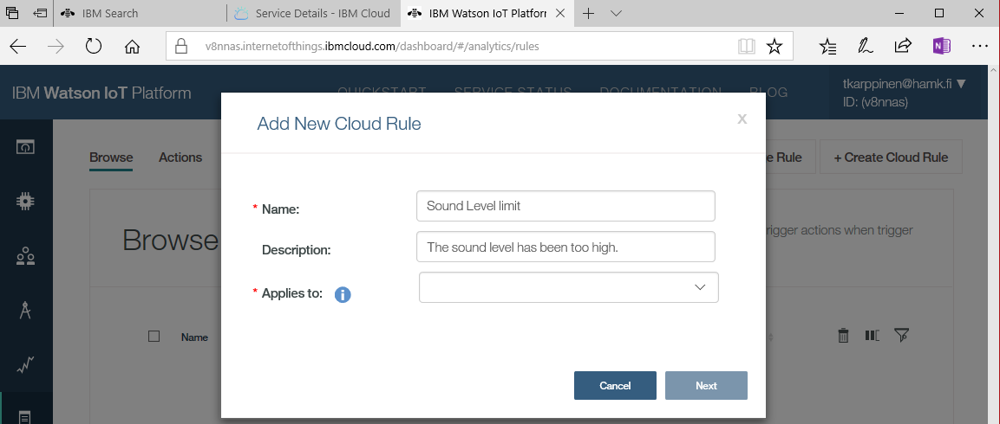 IBM Search
Service Details - IBM Cloud
IBM Watson IoT Platforr
v8nnas.internetofthings.ibmcloud.com/dashboard/#/analytics/rules
IBM Watson IoT Platform
QUICKSTART
SERVICE STATUS
DOCUMENTATION
BLOG
tkarppinen@hamk.fi
ID: (v8nnas)
Add New Cloud Rule
x
Browse
Actions
e Rule
+ Create Cloud Rule
* Name:
Sound Level limit
Browse
rigger actions when trigger
Description:
The sound level has been too high.
* Applies to:
Name
Cancel
Next